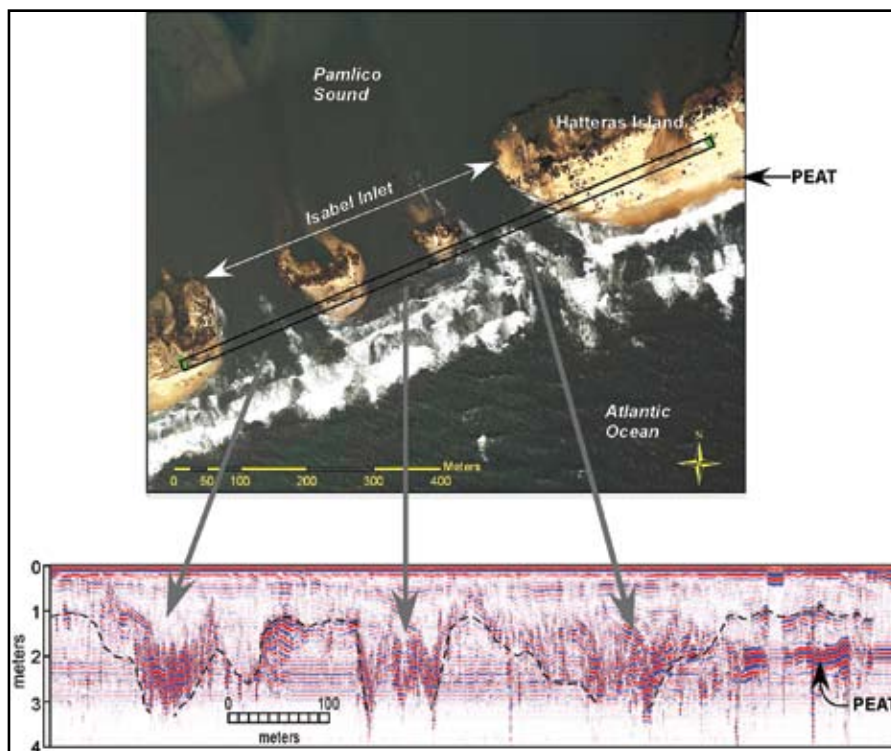 Pamlico
Sound
Hatteras Island
PEAT
Isabel Inlet
Atlantic
Ocean
N
Meters
0 50 100 200 300 400
0
1
2
3
4
meters
0 100
meters
PEAT